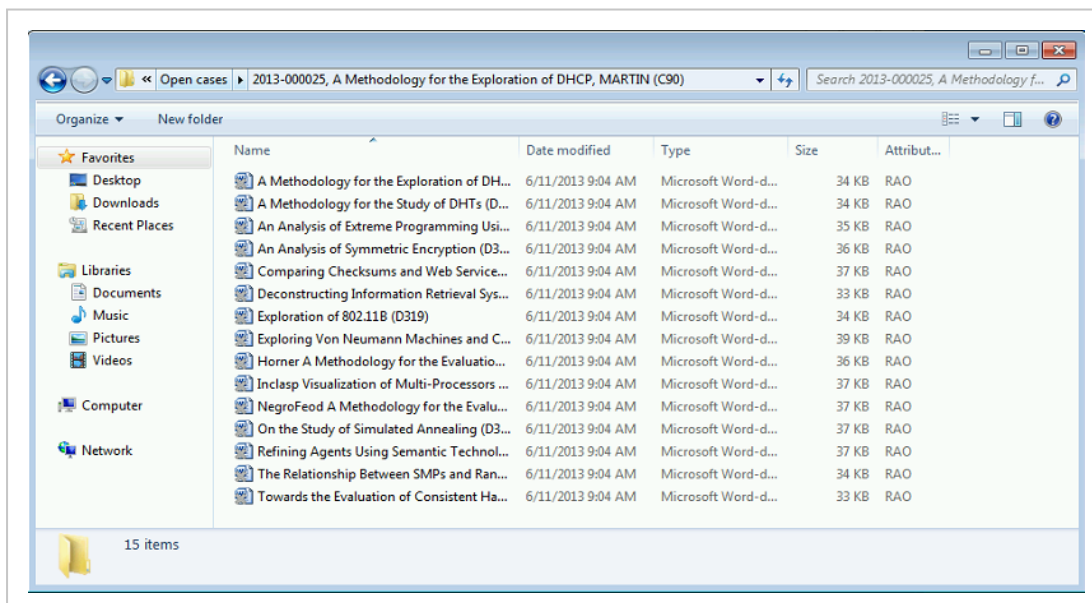 « Open cases ▸ 2013-000025, A Methodology for the Exploration of DHCP, MARTIN (C90) Search 2013-000025, A Methodology f...
Organize New folder
Favorites
Desktop
Downloads
Recent Places
Libraries
Documents
Music
Pictures
Videos
Computer
Network
Name Date modified Type Size Attribut...
A Methodology for the Exploration of DH... 6/11/2013 9:04 AM Microsoft Word-d... 34 KB RAO
A Methodology for the Study of DHTs (D... 6/11/2013 9:04 AM Microsoft Word-d... 34 KB RAO
An Analysis of Extreme Programming Usi... 6/11/2013 9:04 AM Microsoft Word-d... 35 KB RAO
An Analysis of Symmetric Encryption (D3... 6/11/2013 9:04 AM Microsoft Word-d... 36 KB RAO
Comparing Checksums and Web Service... 6/11/2013 9:04 AM Microsoft Word-d... 37 KB RAO
Deconstructing Information Retrieval Sys... 6/11/2013 9:04 AM Microsoft Word-d... 33 KB RAO
Exploration of 802.11B (D319) 6/11/2013 9:04 AM Microsoft Word-d... 34 KB RAO
Exploring Von Neumann Machines and C... 6/11/2013 9:04 AM Microsoft Word-d... 39 KB RAO
Horner A Methodology for the Evaluatio... 6/11/2013 9:04 AM Microsoft Word-d... 36 KB RAO
Inclasp Visualization of Multi-Processors ... 6/11/2013 9:04 AM Microsoft Word-d... 37 KB RAO
NegroFeod A Methodology for the Evalu... 6/11/2013 9:04 AM Microsoft Word-d... 37 KB RAO
On the Study of Simulated Annealing (D3... 6/11/2013 9:04 AM Microsoft Word-d... 37 KB RAO
Refining Agents Using Semantic Technol... 6/11/2013 9:04 AM Microsoft Word-d... 37 KB RAO
The Relationship Between SMPs and Ran... 6/11/2013 9:04 AM Microsoft Word-d... 34 KB RAO
Towards the Evaluation of Consistent Ha... 6/11/2013 9:04 AM Microsoft Word-d... 33 KB RAO
15 items